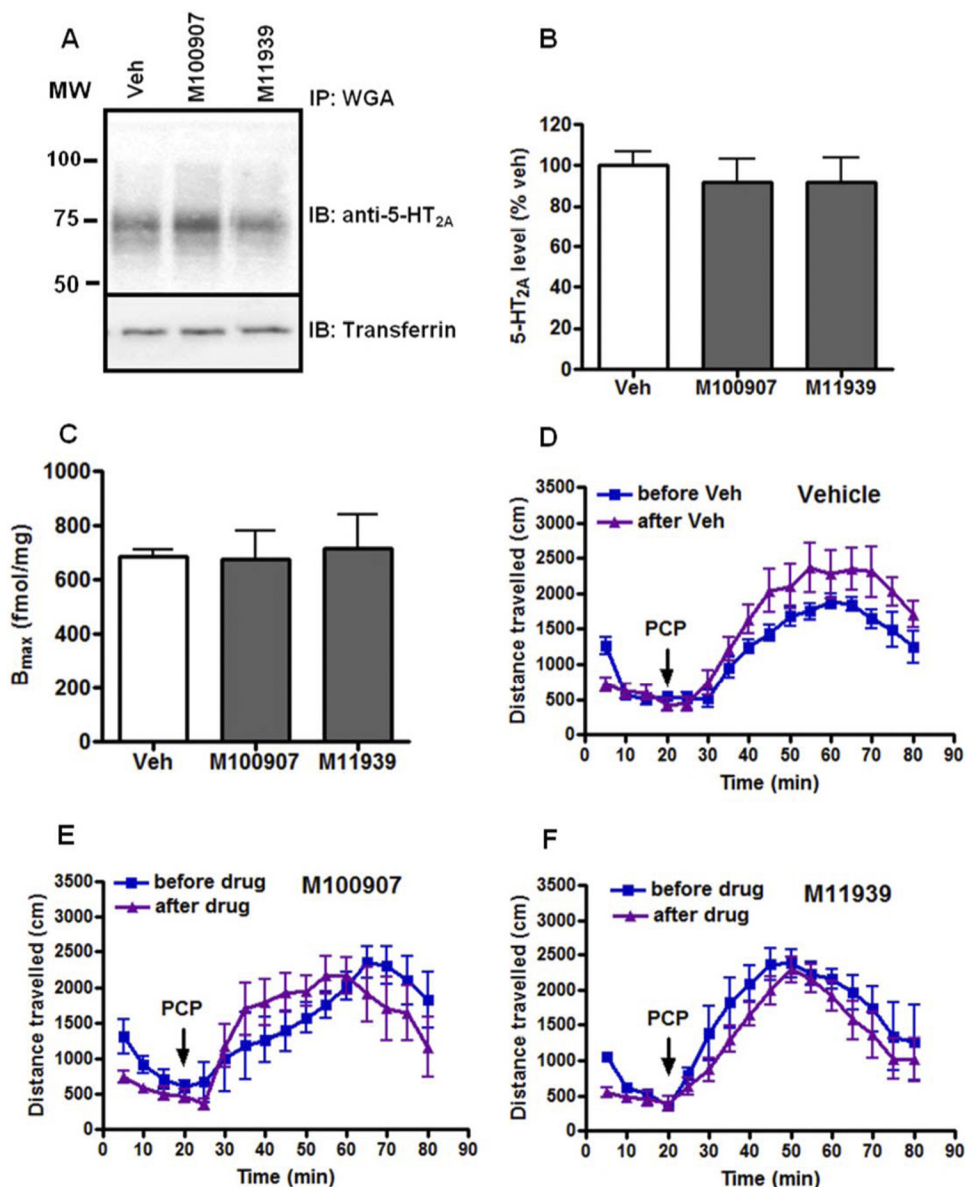 A
Veh
M100907
M11939
MW
IP: WGA
100
75
50
IB: anti-5-HT2A
IB: Transferrin
B
5-HT2A level (% veh)
120
100
80
60
40
20
0
Veh
M100907
M11939
C
Bmax (fmol/mg)
1000
800
600
400
200
0
Veh
M100907
M11939
D
Vehicle
before Veh
after Veh
PCP
Distance travelled (cm)
3500
3000
2500
2000
1500
1000
500
0
0 10 20 30 40 50 60 70 80 90
Time (min)
E
M100907
before drug
after drug
PCP
Distance travelled (cm)
3500
3000
2500
2000
1500
1000
500
0
0 10 20 30 40 50 60 70 80 90
Time (min)
F
M11939
before drug
after drug
PCP
Distance travelled (cm)
3500
3000
2500
2000
1500
1000
500
0
0 10 20 30 40 50 60 70 80 90
Time (min)